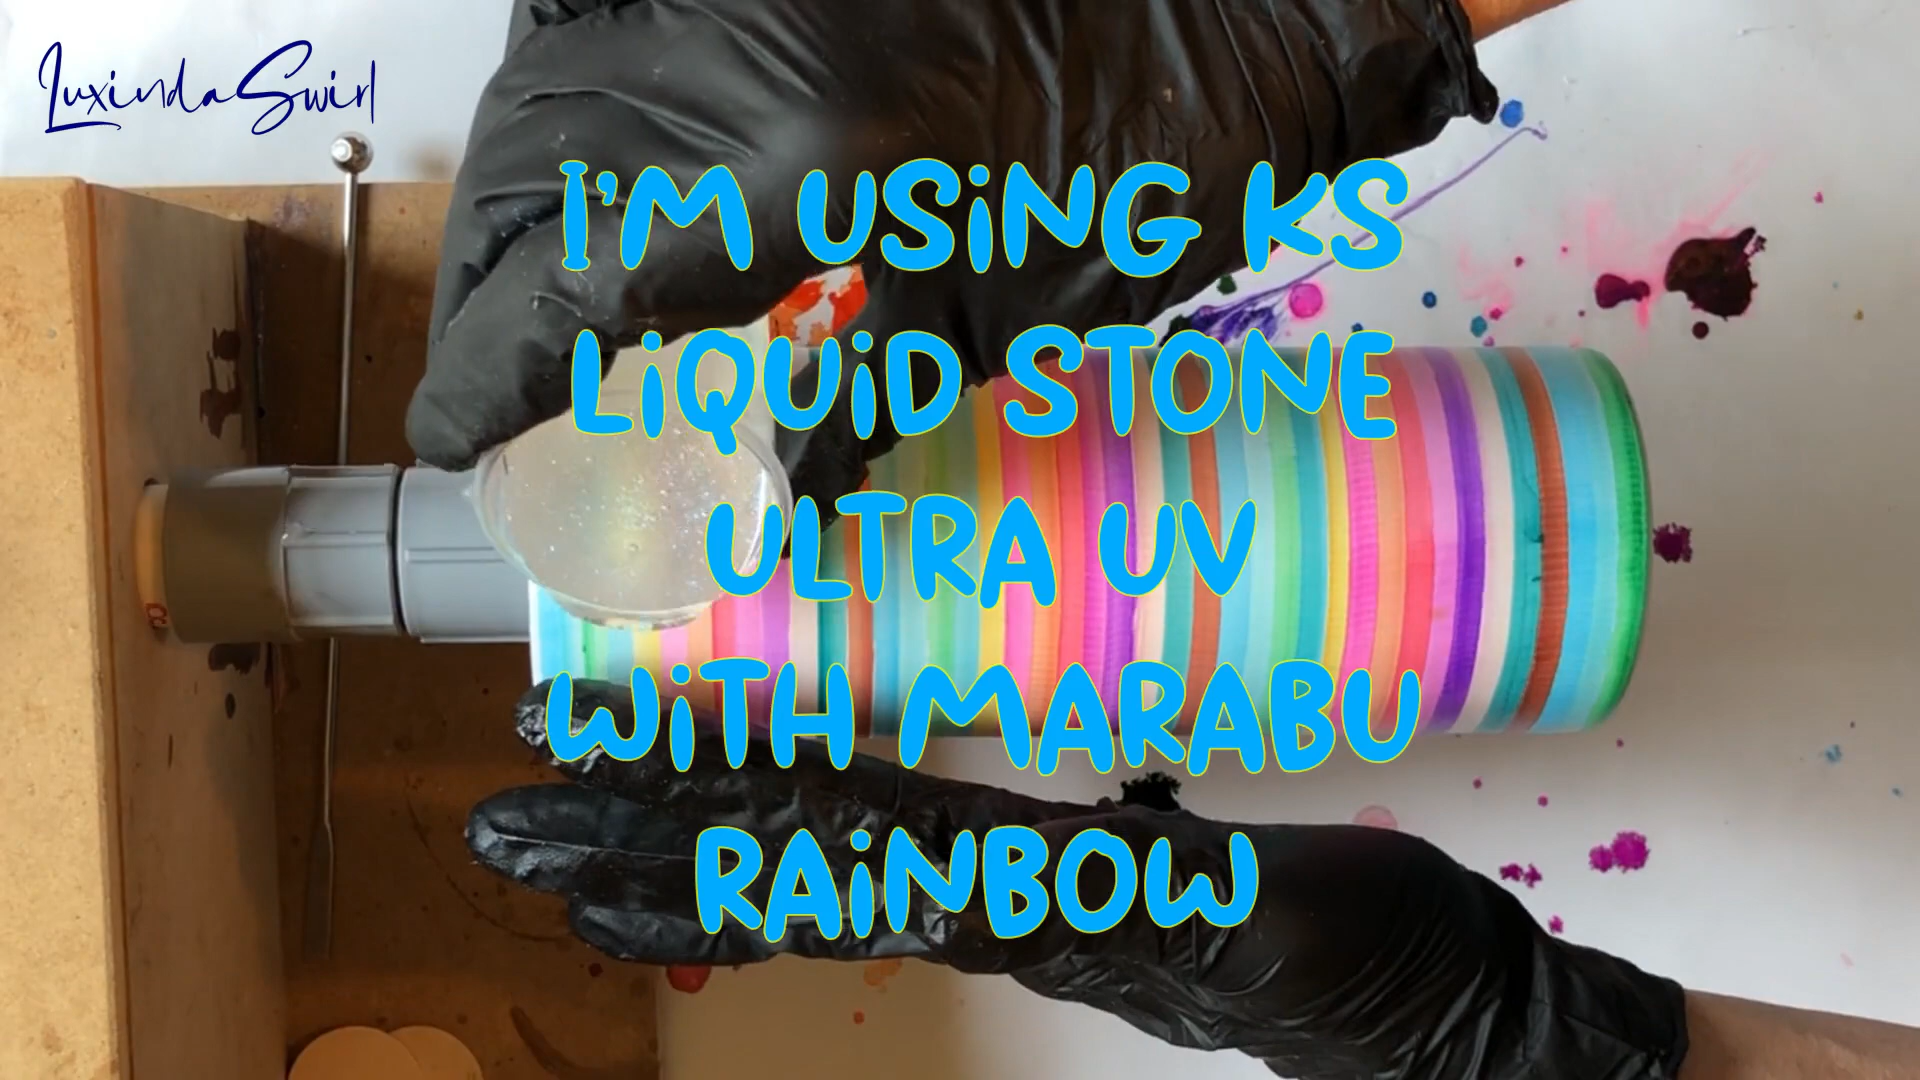 LuxindaSwirl
I'M USiNG KS
LiQUiD STONE
ULTRA UV
WiTH MARABU
RAiNBOW